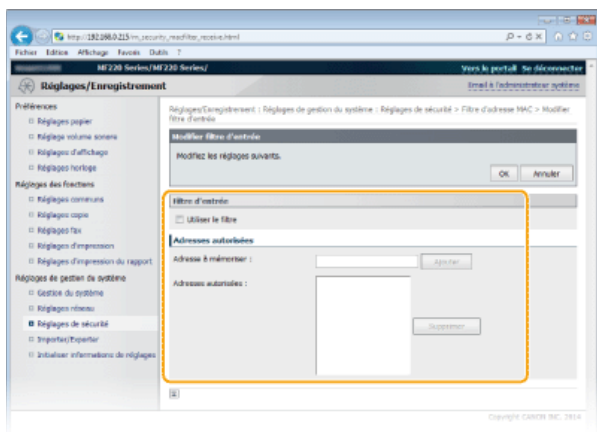 http://192.168.0.215/m_security_macfilter_receive.html
Fichier Edition Affichage Favoris Outils ?
MF220 Series/MF220 Series/
Vers le portail Se déconnecter
Réglages/Enregistrement
Email à l'administrateur système
Préférences
Réglages papier
Réglage volume sonore
Réglages d'affichage
Réglages horloge
Réglages des fonctions
Réglages communs
Réglages copie
Réglages fax
Réglages d'impression
Réglages d'impression du rapport
Réglages de gestion de système
Gestion du système
Réglages réseau
Réglages de sécurité
Importer/Exporter
Initialiser informations de réglages
Réglages/Enregistrement : Réglages de gestion du système : Réglages de sécurité > Filtre d'adresse MAC > Modifier
filtre d'entrée
Modifier filtre d'entrée
Modifiez les réglages suivants.
OK Annuler
Filtre d'entrée
Utiliser le filtre
Adresses autorisées
Adresse à mémoriser :
Ajouter
Adresses autorisées :
Supprimer
Copyright CANON INC. 2014